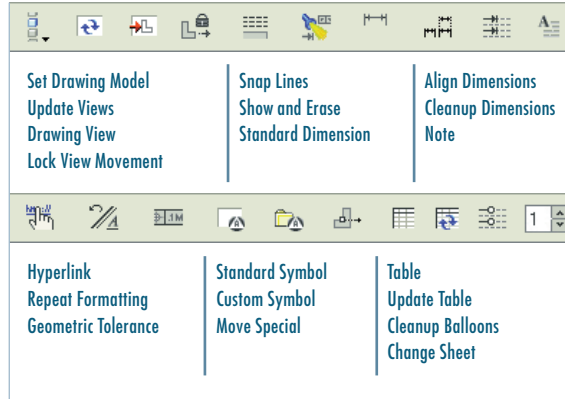 Set Drawing Model
Update Views
Drawing View
Lock View Movement
Snap Lines
Show and Erase
Standard Dimension
Align Dimensions
Cleanup Dimensions
Note
.1M
1
Hyperlink
Repeat Formatting
Geometric Tolerance
Standard Symbol
Custom Symbol
Move Special
Table
Update Table
Cleanup Balloons
Change Sheet